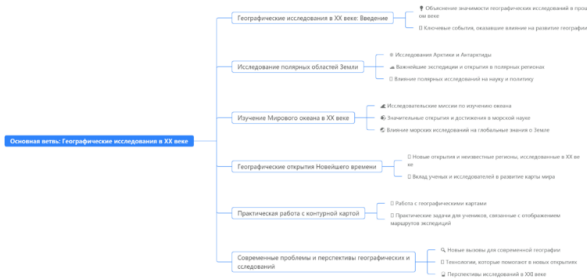 Основная ветвь: Географические исследования в XX веке
Географические исследования в XX веке: Введение
Объяснение значимости географических исследований в прош
лом веке
Ключевые события, оказавшие влияние на развитие географии
Исследование полярных областей Земли
Исследования Арктики и Антарктиды
Важнейшие экспедиции и открытия в полярных регионах
Влияние полярных исследований на науку и политику
Изучение Мирового океана в XX веке
Исследовательские миссии по изучению океана
Значительные открытия и достижения в морской науке
Влияние морских исследований на глобальные знания о Земле
Географические открытия Новейшего времени
Новые открытия и неизвестные регионы, исследованные в XX ве
ке
Вклад ученых и исследователей в развитие карты мира
Практическая работа с контурной картой
Работа с географическими картами
Практические задачи для учеников, связанные с отображением
маршрутов экспедиций
Современные проблемы и перспективы географических и
сследований
Новые вызовы для современной географии
Технологии, которые помогают в новых открытиях
Перспективы исследований в XXI веке